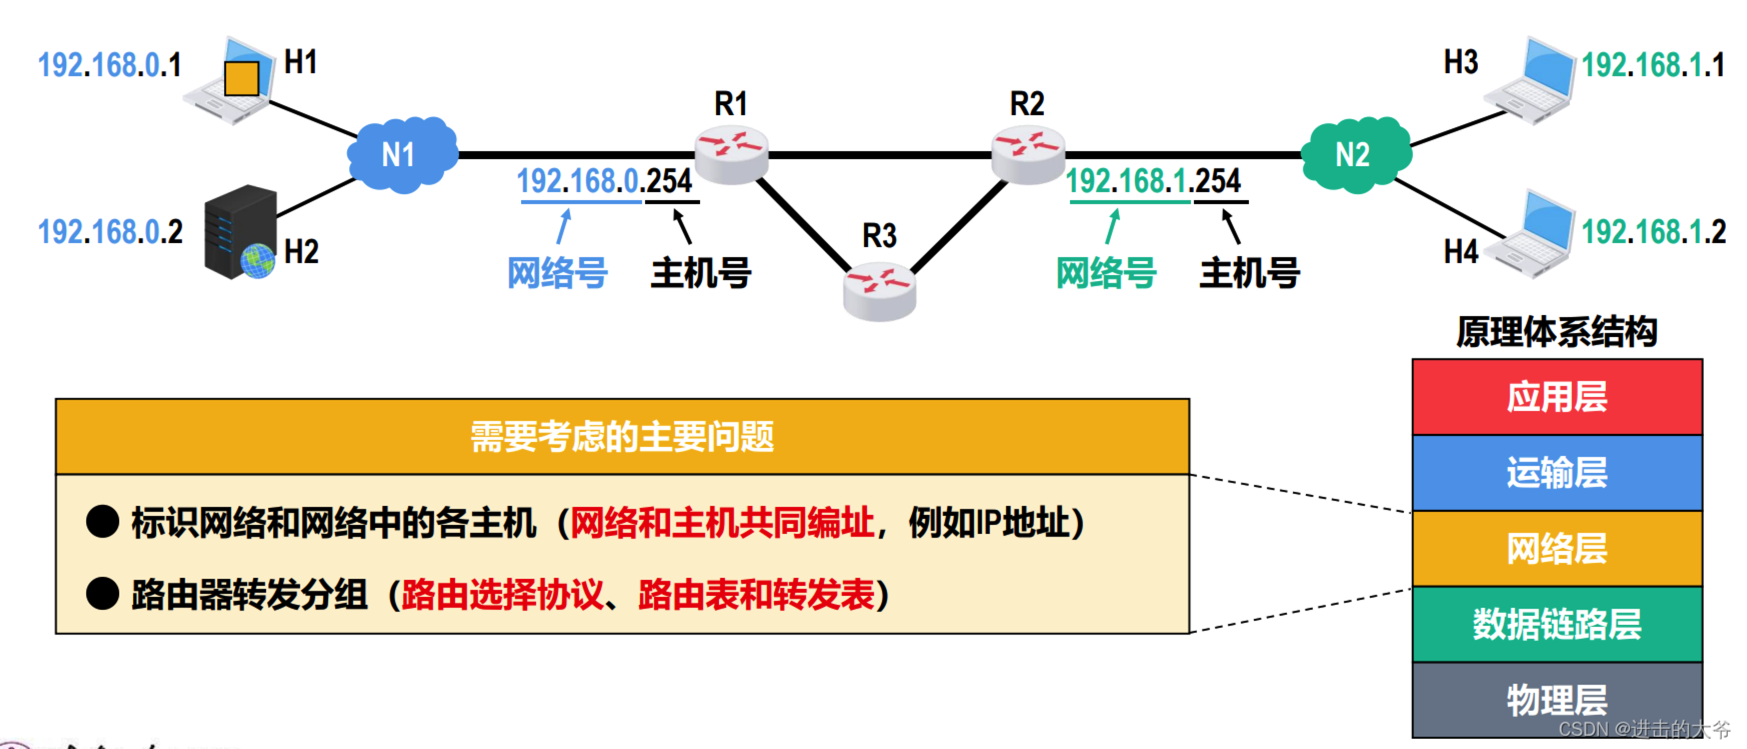 192.168.0.1
H1
H3
192.168.1.1
R1
R2
N1
N2
192.168.0.254
192.168.1.254
192.168.0.2
H2
R3
H4
192.168.1.2
网络号
主机号
网络号
主机号
原理体系结构
应用层
运输层
网络层
数据链路层
物理层
需要考虑的主要问题
● 标识网络和网络中的各主机（网络和主机共同编址，例如IP地址）
● 路由器转发分组（路由选择协议、路由表和转发表）
CSDN @进击的大爷